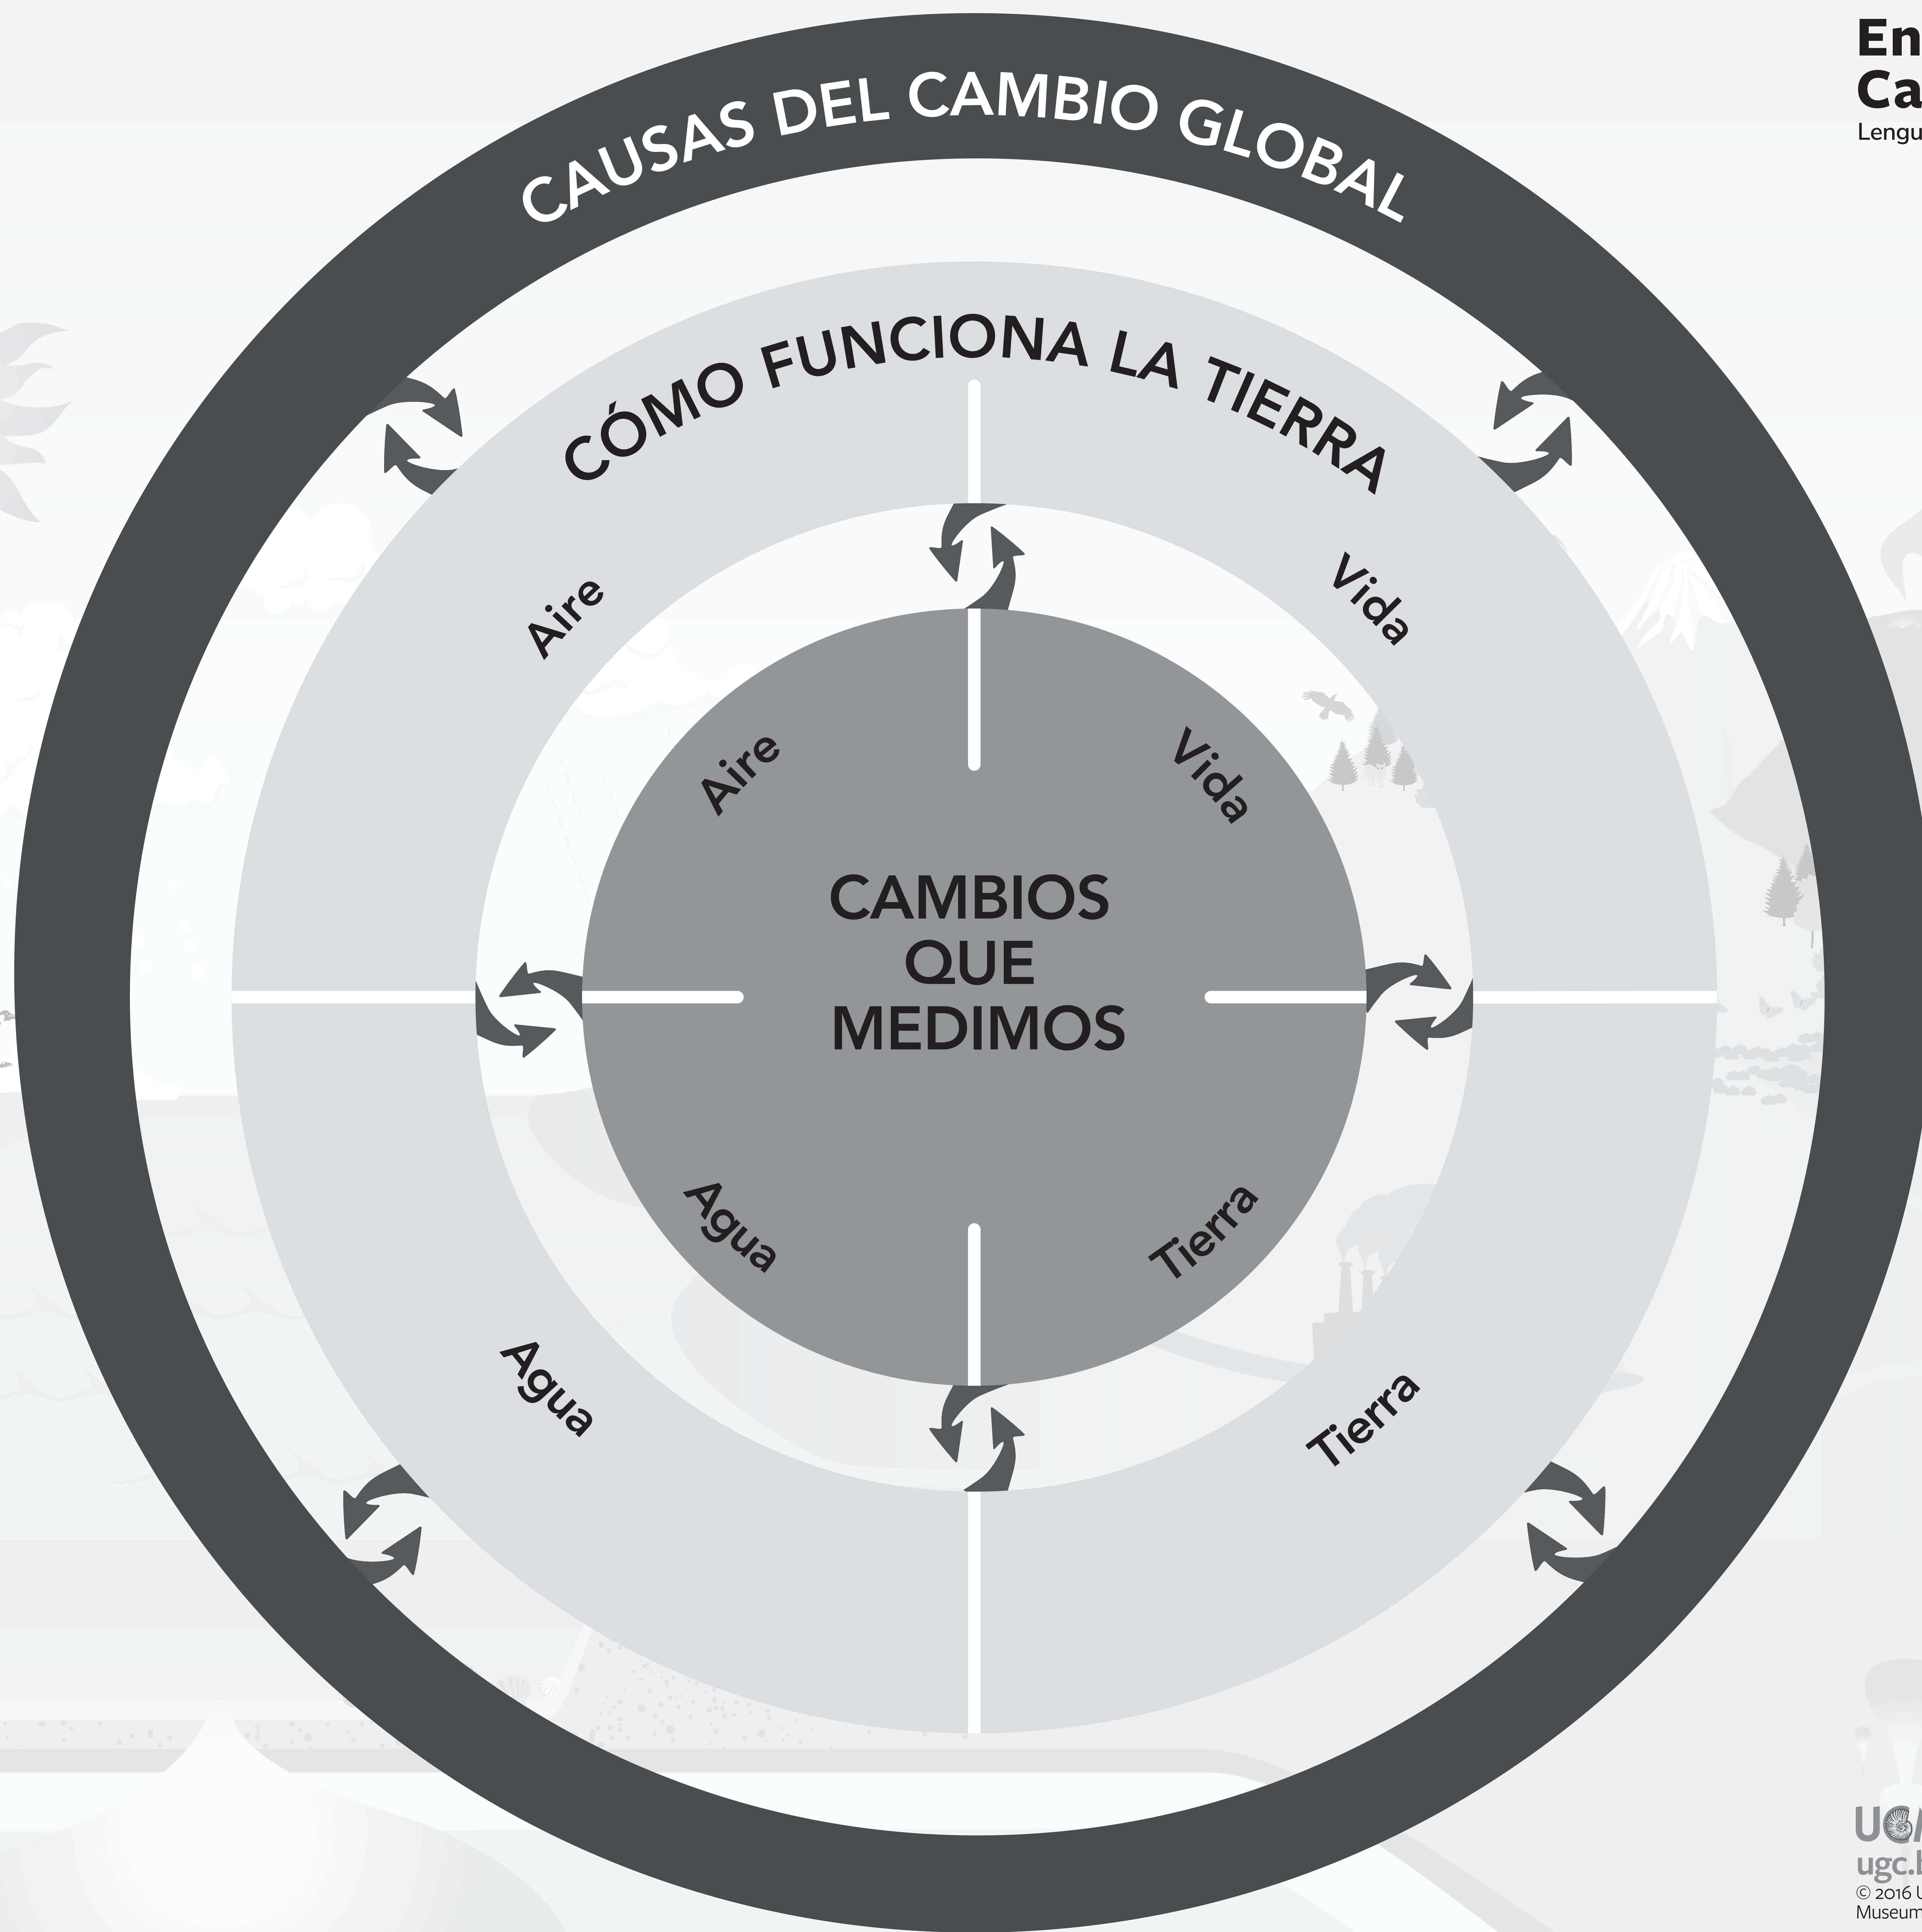 CAUSAS DEL CAMBIO GLOBAL
CÓMO FUNCIONA LA TIERRA
Aire
Vida
Aire
Vida
CAMBIOS
QUE
MEDIMOS
Agua
Tierra
Agua
Tierra
En
Ca
Lengu
ugc.b
© 2016 U
Museum